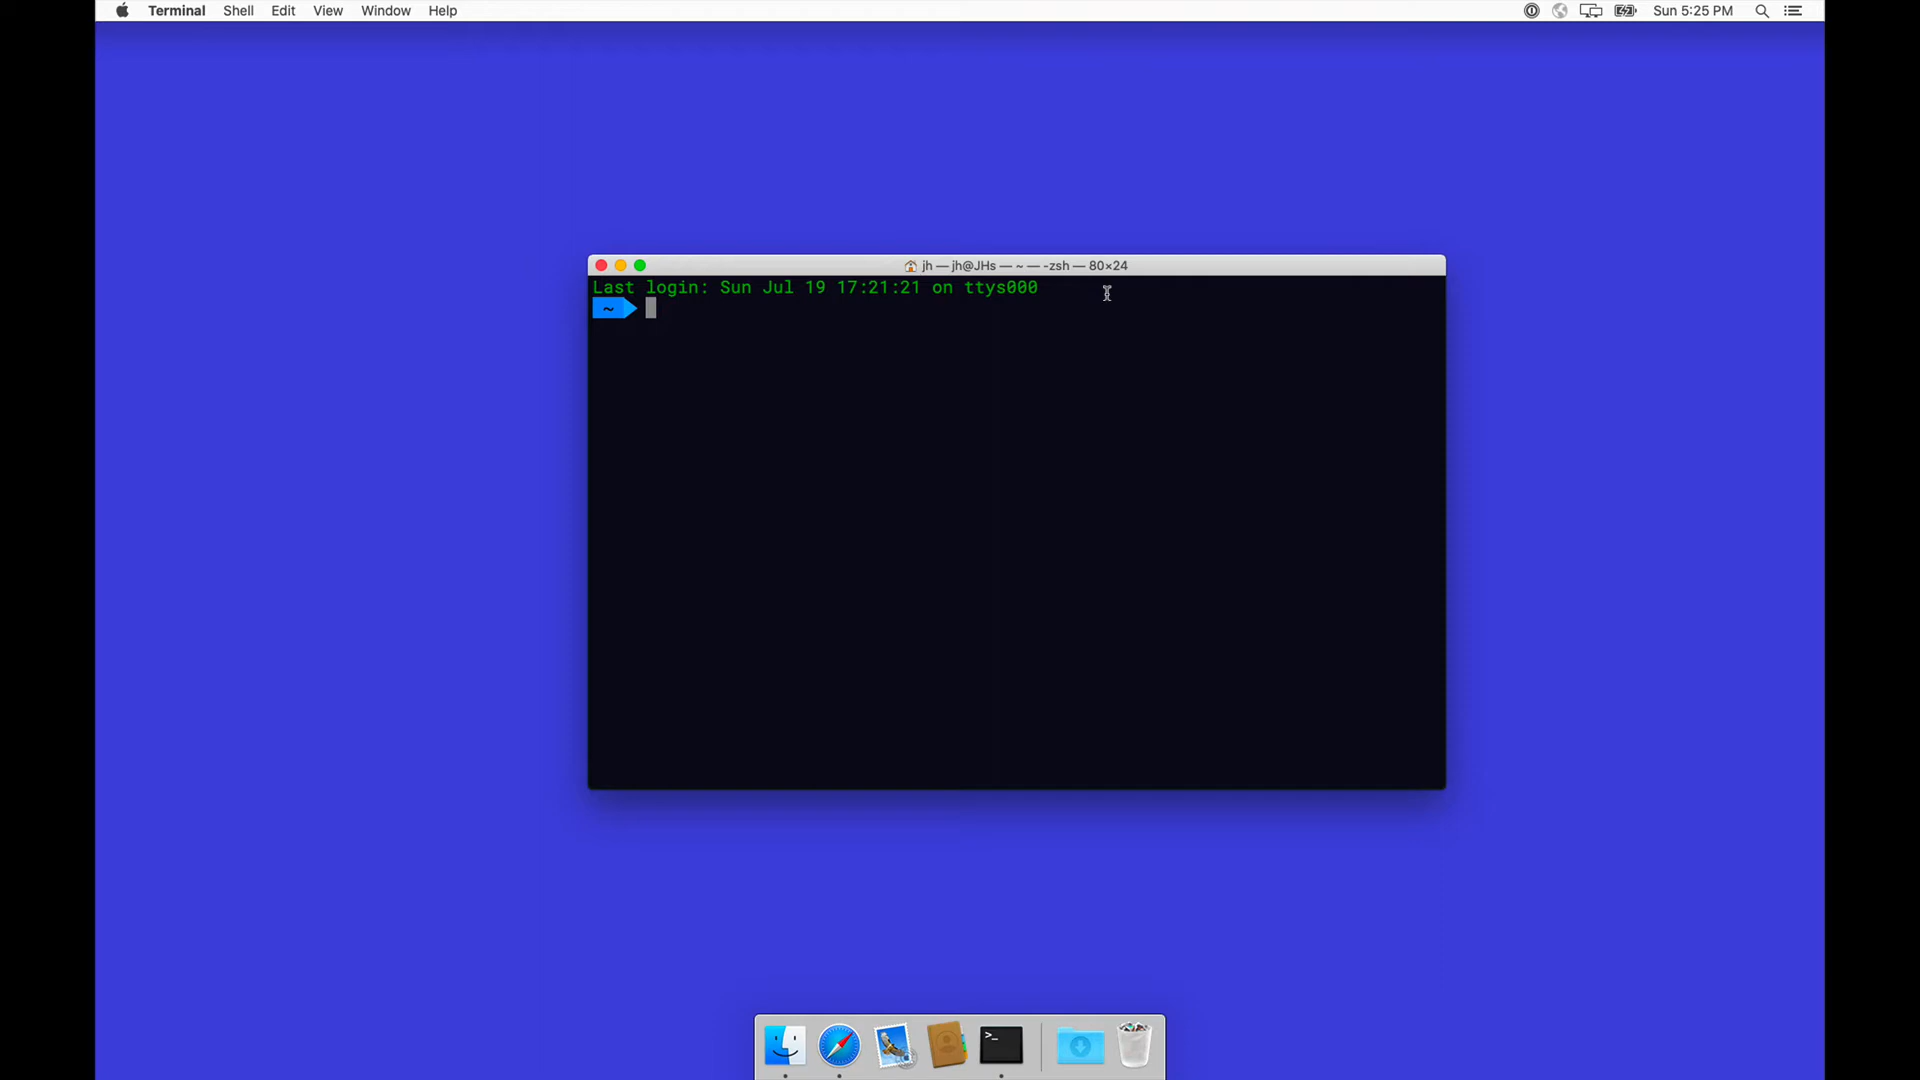 Terminal Shell Edit View Window Help Sun 5:25 PM
jh — jh@JHs — ~ — -zsh — 80×24
Last login: Sun Jul 19 17:21:21 on ttys000
~
>_